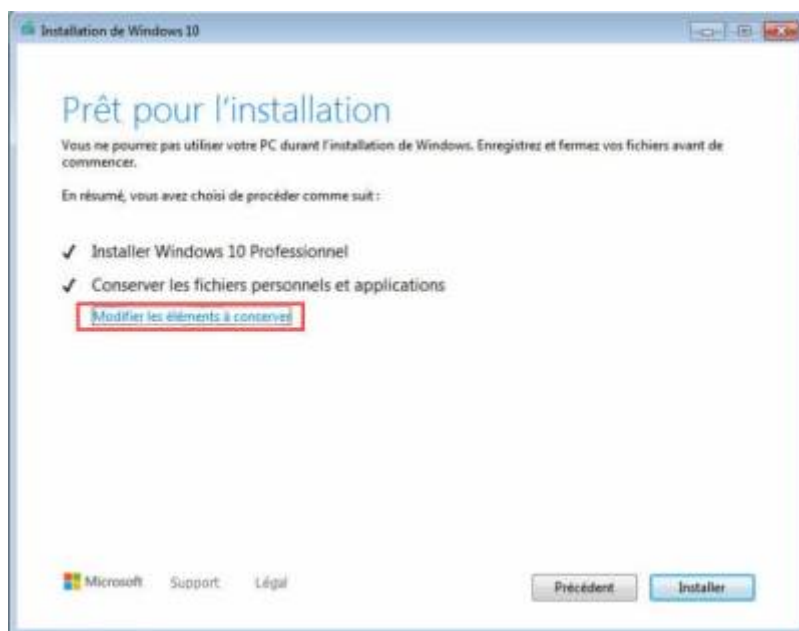 Installation de Windows 10
Prêt pour l'installation
Vous ne pourrez pas utiliser votre PC durant l'installation de Windows. Enregistrez et fermez vos fichiers avant de
commencer.
En résumé, vous avez choisi de procéder comme suit :
✓ Installer Windows 10 Professionnel
✓ Conserver les fichiers personnels et applications
Modifier les éléments à conserver
Microsoft Support Légal Précédent Installer